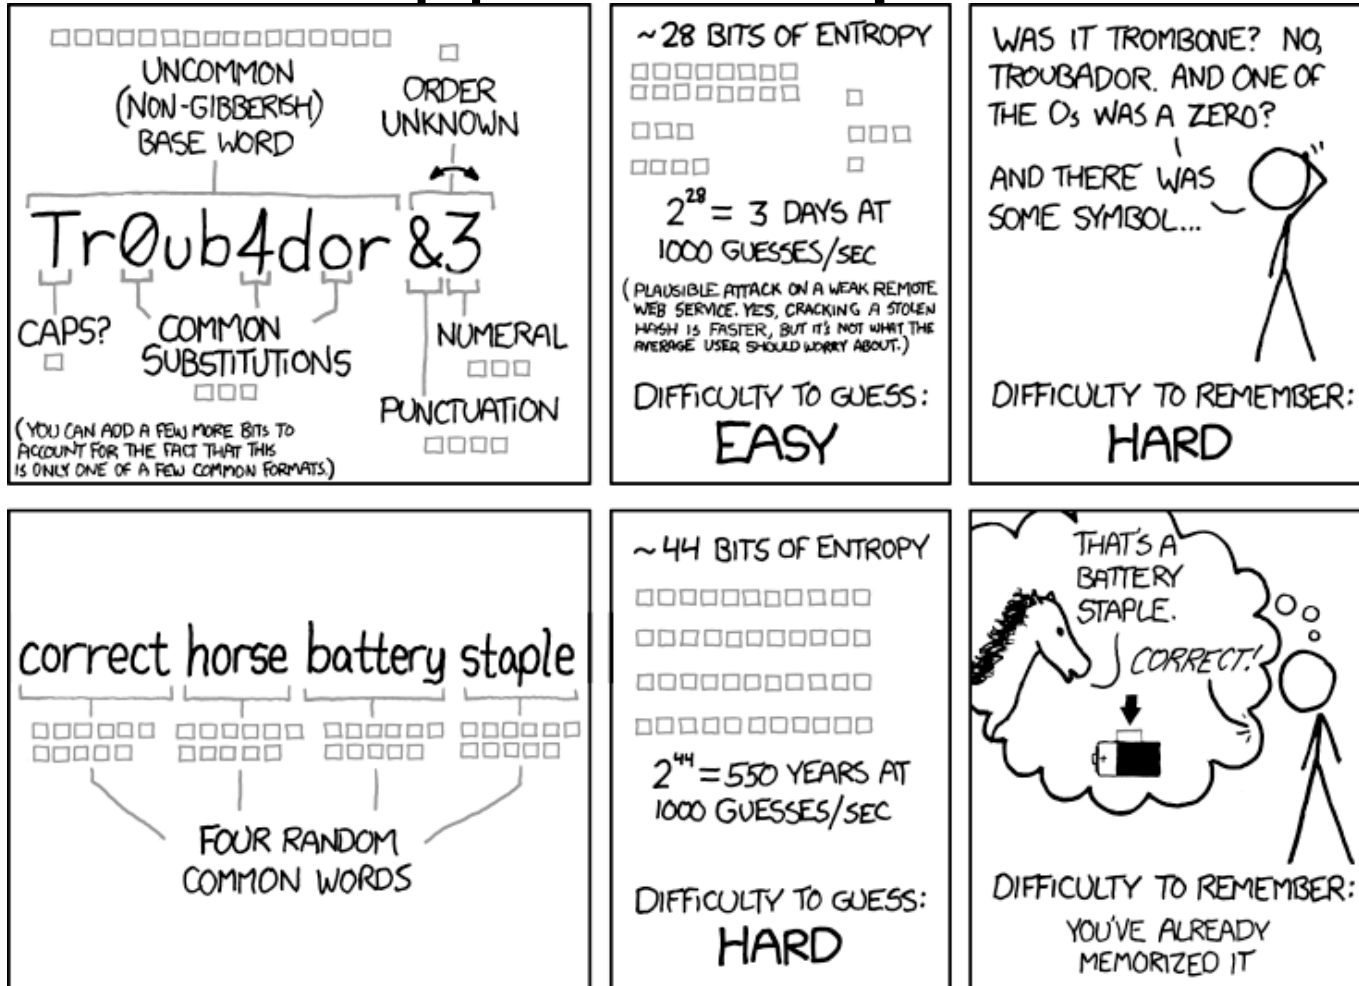 UNCOMMON
(NON-GIBBERISH)
BASE WORD
ORDER
UNKNOWN
Tr0ub4dor &3
CAPS?
COMMON
SUBSTITUTIONS
NUMERAL
PUNCTUATION
(YOU CAN ADD A FEW MORE BITS TO
ACCOUNT FOR THE FACT THAT THIS
IS ONLY ONE OF A FEW COMMON FORMATS.)
~28 BITS OF ENTROPY
2²⁸ = 3 DAYS AT
1000 GUESSES/SEC
(PLAUSIBLE ATTACK ON A WEAK REMOTE
WEB SERVICE. YES, CRACKING A STOLEN
HASH IS FASTER, BUT IT'S NOT WHAT THE
AVERAGE USER SHOULD WORRY ABOUT.)
DIFFICULTY TO GUESS:
EASY
WAS IT TROMBONE? NO,
TROUBADOR. AND ONE OF
THE Os WAS A ZERO?
AND THERE WAS
SOME SYMBOL...
DIFFICULTY TO REMEMBER:
HARD
correct horse battery staple
FOUR RANDOM
COMMON WORDS
~44 BITS OF ENTROPY
2⁴⁴ = 550 YEARS AT
1000 GUESSES/SEC
DIFFICULTY TO GUESS:
HARD
THAT'S A
BATTERY
STAPLE.
CORRECT!
DIFFICULTY TO REMEMBER:
YOU'VE ALREADY
MEMORIZED IT